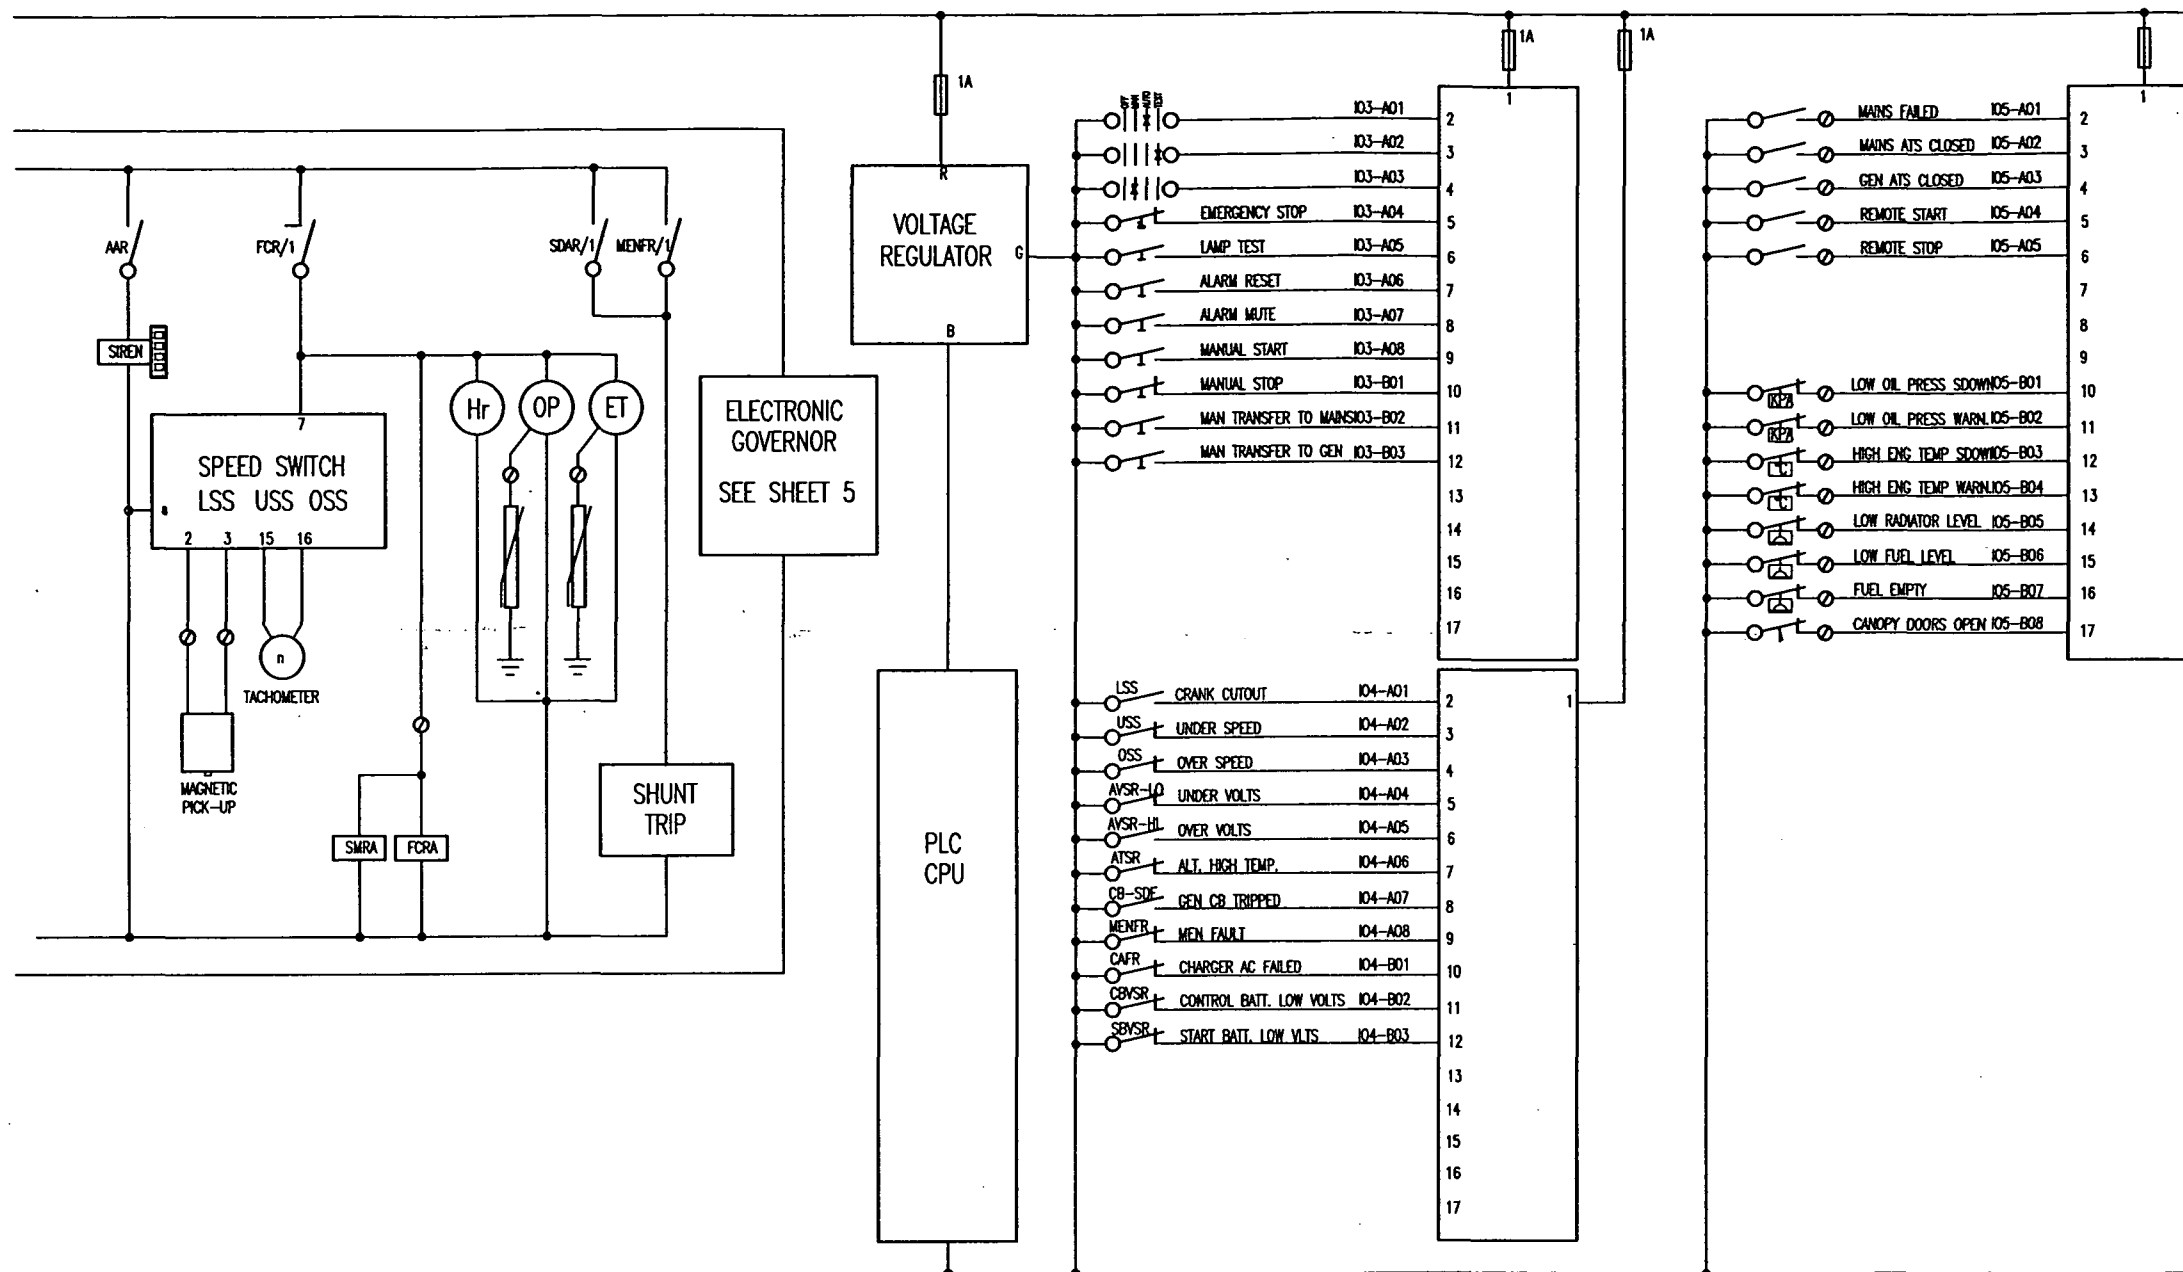 1A
1A
1A
OFF
MAN
AUTO
TEST
AAR
FCR/1
SDAR/1
MENFR/1
SIREN
7
SPEED SWITCH
LSS USS OSS
8
2 3 15 16
n
TACHOMETER
MAGNETIC
PICK-UP
Hr
OP
ET
SMRA
FCRA
ELECTRONIC
GOVERNOR
SEE SHEET 5
SHUNT
TRIP
R
VOLTAGE
REGULATOR
G
B
PLC
CPU
1
I03-A01 2
I03-A02 3
I03-A03 4
EMERGENCY STOP I03-A04 5
LAMP TEST I03-A05 6
ALARM RESET I03-A06 7
ALARM MUTE I03-A07 8
MANUAL START I03-A08 9
MANUAL STOP I03-B01 10
MAN TRANSFER TO MAINS I03-B02 11
MAN TRANSFER TO GEN I03-B03 12
13
14
15
16
17
1
LSS CRANK CUTOUT I04-A01 2
USS UNDER SPEED I04-A02 3
OSS OVER SPEED I04-A03 4
AVSR-LO UNDER VOLTS I04-A04 5
AVSR-HI OVER VOLTS I04-A05 6
ATSR ALT. HIGH TEMP. I04-A06 7
CB-SDE GEN CB TRIPPED I04-A07 8
MENFR MEN FAULT I04-A08 9
CAFR CHARGER AC FAILED I04-B01 10
CBVSR CONTROL BATT. LOW VOLTS I04-B02 11
SBVSR START BATT. LOW VLTS I04-B03 12
13
14
15
16
17
1
MAINS FAILED I05-A01 2
MAINS ATS CLOSED I05-A02 3
GEN ATS CLOSED I05-A03 4
REMOTE START I05-A04 5
REMOTE STOP I05-A05 6
7
8
9
KPA LOW OIL PRESS SDOWN I05-B01 10
KPA LOW OIL PRESS WARN. I05-B02 11
°C HIGH ENG TEMP SDOWN I05-B03 12
°C HIGH ENG TEMP WARN. I05-B04 13
LOW RADIATOR LEVEL I05-B05 14
LOW FUEL LEVEL I05-B06 15
FUEL EMPTY I05-B07 16
CANOPY DOORS OPEN I05-B08 17